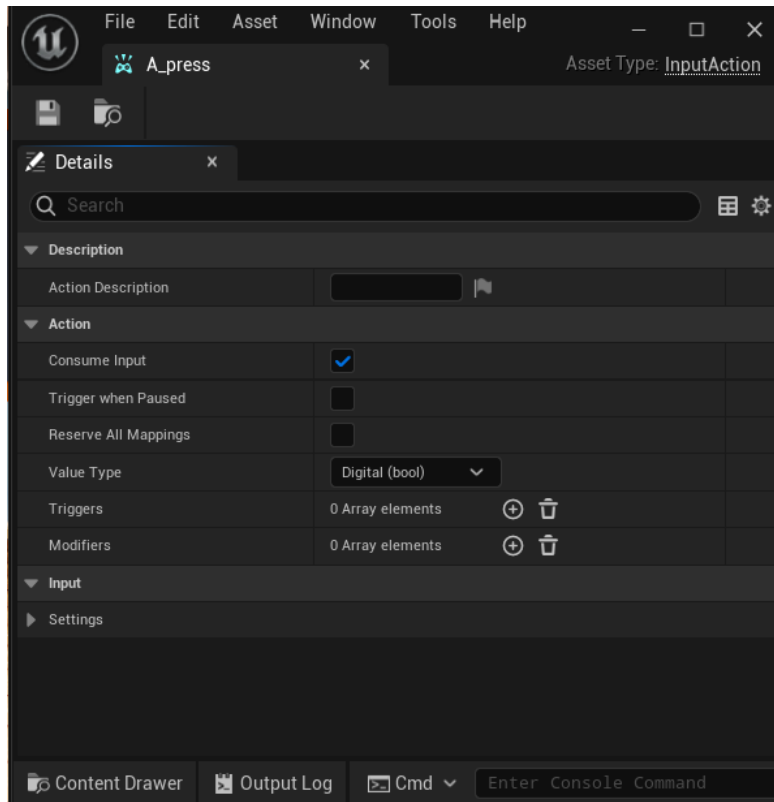 File Edit Asset Window Tools Help
A_press
Asset Type: InputAction
Details
Search
Description
Action Description
Action
Consume Input
Trigger when Paused
Reserve All Mappings
Value Type Digital (bool)
Triggers 0 Array elements
Modifiers 0 Array elements
Input
Settings
Content Drawer Output Log Cmd Enter Console Command